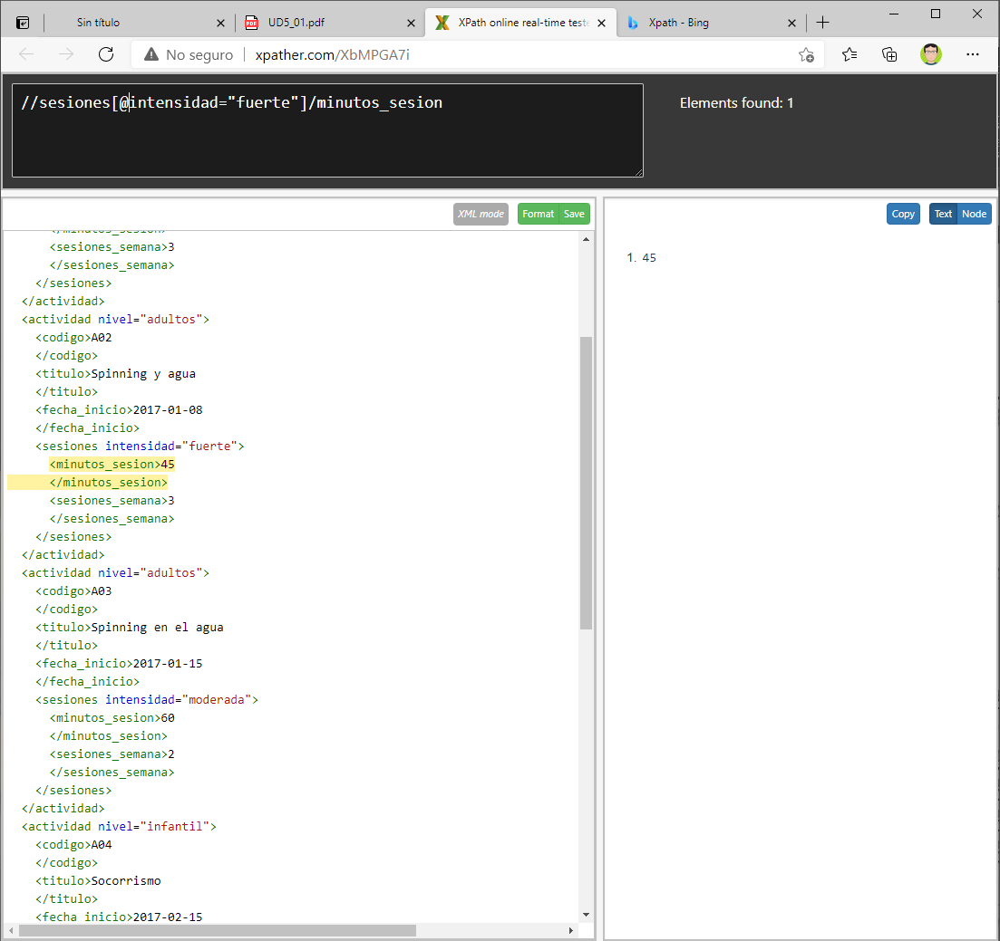 Sin título
UD5_01.pdf
XPath online real-time teste
Xpath - Bing
No seguro
xpather.com/XbMPGA7i
//sesiones[@intensidad="fuerte"]/minutos_sesion
Elements found: 1
XML mode
Format
Save
Copy
Text
Node
</minutos_sesion>
<sesiones_semana>3
</sesiones_semana>
</sesiones>
</actividad>
<actividad nivel="adultos">
<codigo>A02
</codigo>
<titulo>Spinning y agua
</titulo>
<fecha_inicio>2017-01-08
</fecha_inicio>
<sesiones intensidad="fuerte">
<minutos_sesion>45
</minutos_sesion>
<sesiones_semana>3
</sesiones_semana>
</sesiones>
</actividad>
<actividad nivel="adultos">
<codigo>A03
</codigo>
<titulo>Spinning en el agua
</titulo>
<fecha_inicio>2017-01-15
</fecha_inicio>
<sesiones intensidad="moderada">
<minutos_sesion>60
</minutos_sesion>
<sesiones_semana>2
</sesiones_semana>
</sesiones>
</actividad>
<actividad nivel="infantil">
<codigo>A04
</codigo>
<titulo>Socorrismo
</titulo>
<fecha_inicio>2017-02-15
1. 45